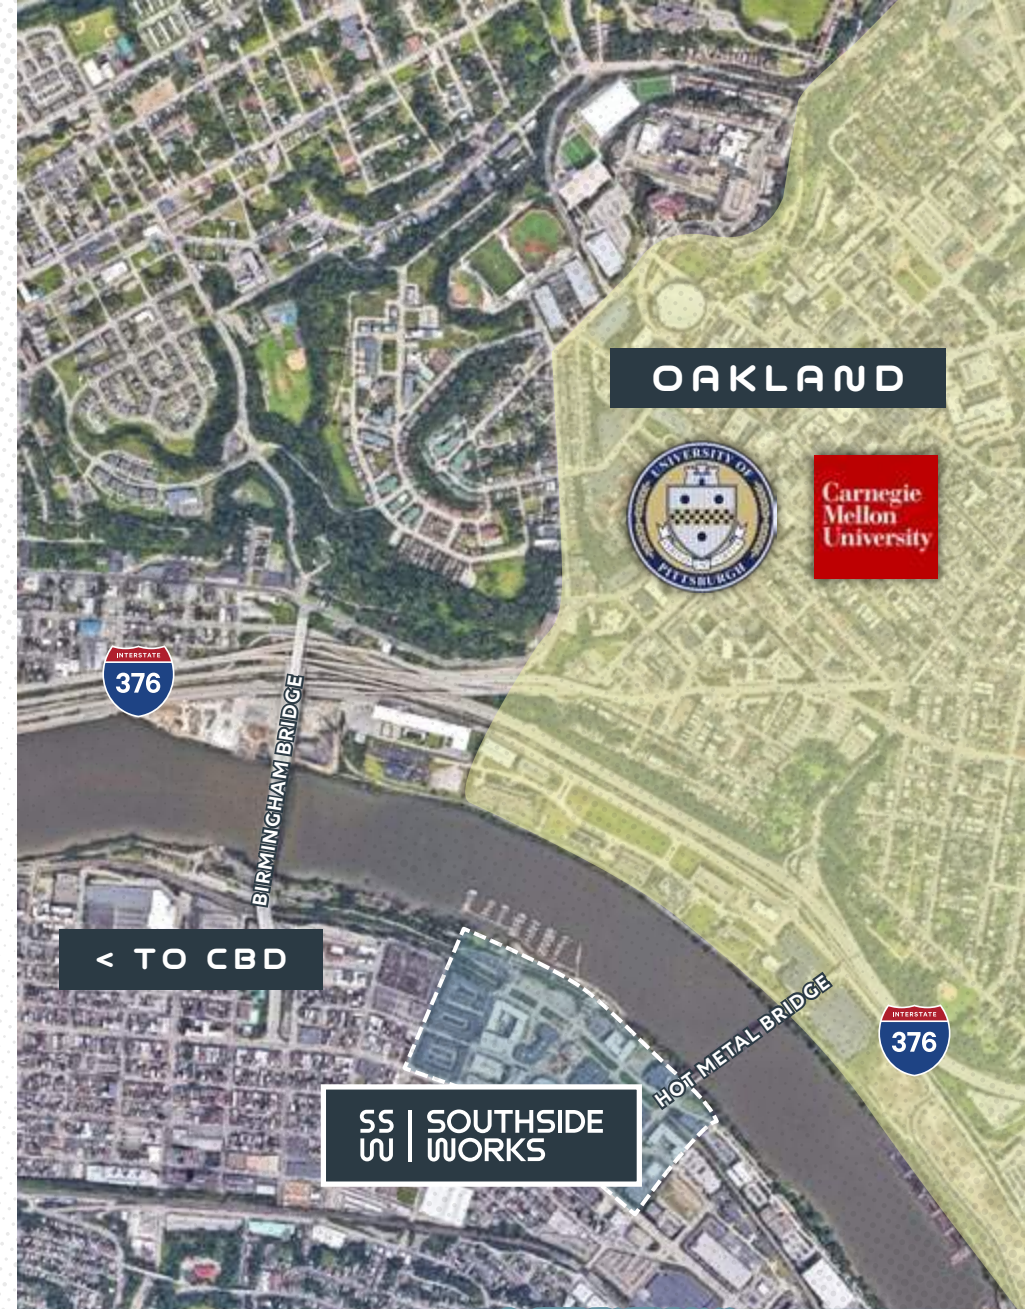 OAKLAND
UNIVERSITY OF
PITTSBURGH
Carnegie
Mellon
University
INTERSTATE
376
BIRMINGHAM BRIDGE
< TO CBD
HOT METAL BRIDGE
INTERSTATE
376
SS
W
SOUTHSIDE
WORKS